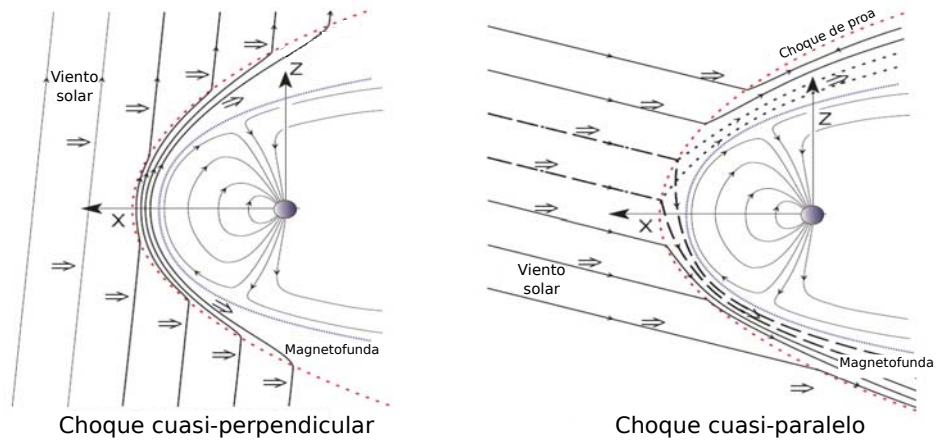 Viento
solar
Z
X
Magnetofunda
Choque cuasi-perpendicular
Choque de proa
Z
X
Viento
solar
Magnetofunda
Choque cuasi-paralelo